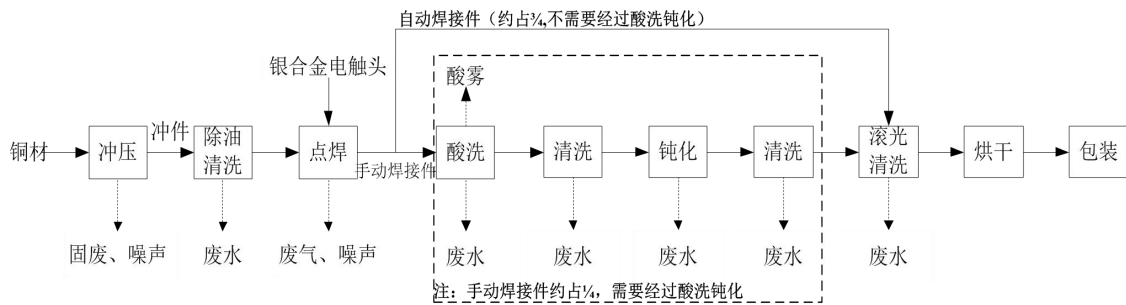 自动焊接件（约占¾,不需要经过酸洗钝化）
银合金电触头
酸雾
铜材
冲压
冲件
除油
清洗
点焊
手动焊接件
酸洗
清洗
钝化
清洗
滚光
清洗
烘干
包装
固废、噪声
废水
废气、噪声
废水
废水
废水
废水
废水
注：手动焊接件约占¼，需要经过酸洗钝化